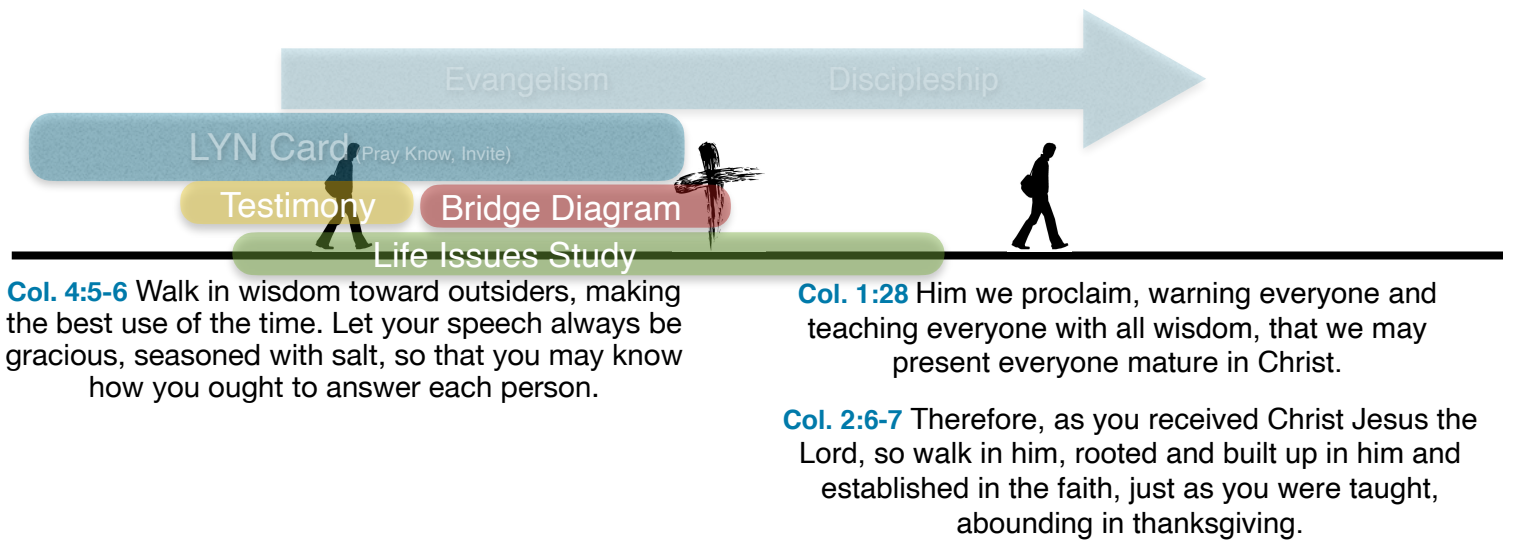 Evangelism
Discipleship
LYN Card (Pray Know, Invite)
Testimony
Bridge Diagram
Life Issues Study
Col. 4:5-6 Walk in wisdom toward outsiders, making
the best use of the time. Let your speech always be
gracious, seasoned with salt, so that you may know
how you ought to answer each person.
Col. 1:28 Him we proclaim, warning everyone and
teaching everyone with all wisdom, that we may
present everyone mature in Christ.
Col. 2:6-7 Therefore, as you received Christ Jesus the
Lord, so walk in him, rooted and built up in him and
established in the faith, just as you were taught,
abounding in thanksgiving.